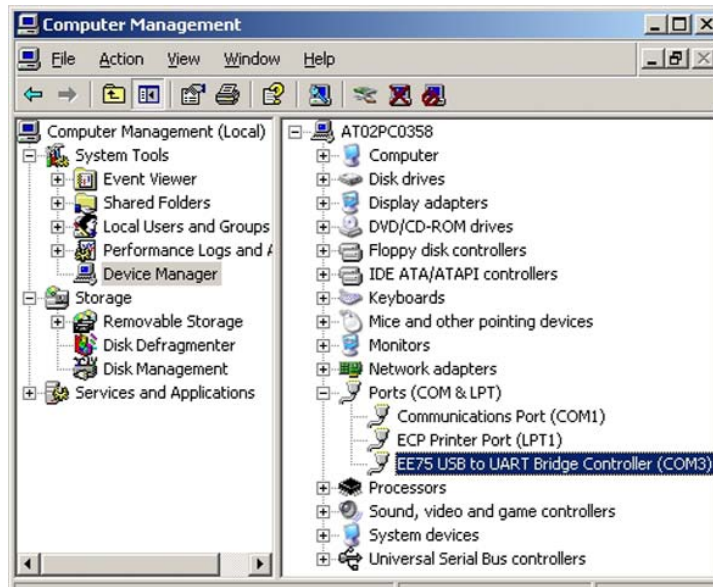 Computer Management
File Action View Window Help
Computer Management (Local)
System Tools
Event Viewer
Shared Folders
Local Users and Groups
Performance Logs and A
Device Manager
Storage
Removable Storage
Disk Defragmenter
Disk Management
Services and Applications
AT02PC0358
Computer
Disk drives
Display adapters
DVD/CD-ROM drives
Floppy disk controllers
IDE ATA/ATAPI controllers
Keyboards
Mice and other pointing devices
Monitors
Network adapters
Ports (COM & LPT)
Communications Port (COM1)
ECP Printer Port (LPT1)
EE75 USB to UART Bridge Controller (COM3)
Processors
Sound, video and game controllers
System devices
Universal Serial Bus controllers